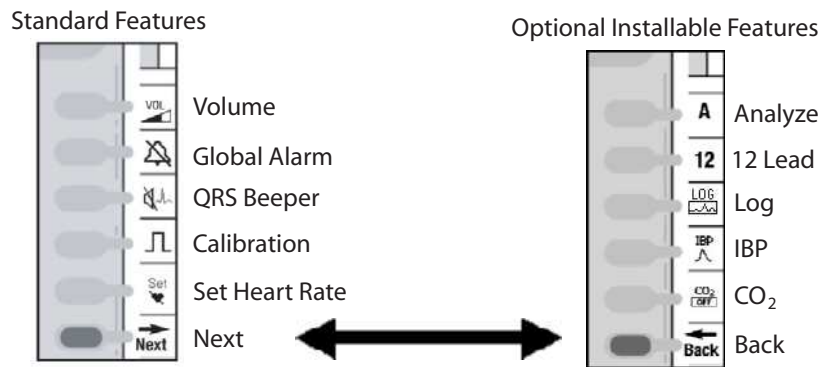 Standard Features
VOL
Volume
Global Alarm
QRS Beeper
Calibration
Set
Set Heart Rate
Next
Next
Optional Installable Features
A
Analyze
12
12 Lead
LOG
Log
IBP
IBP
CO₂
OFF
CO₂
Back
Back